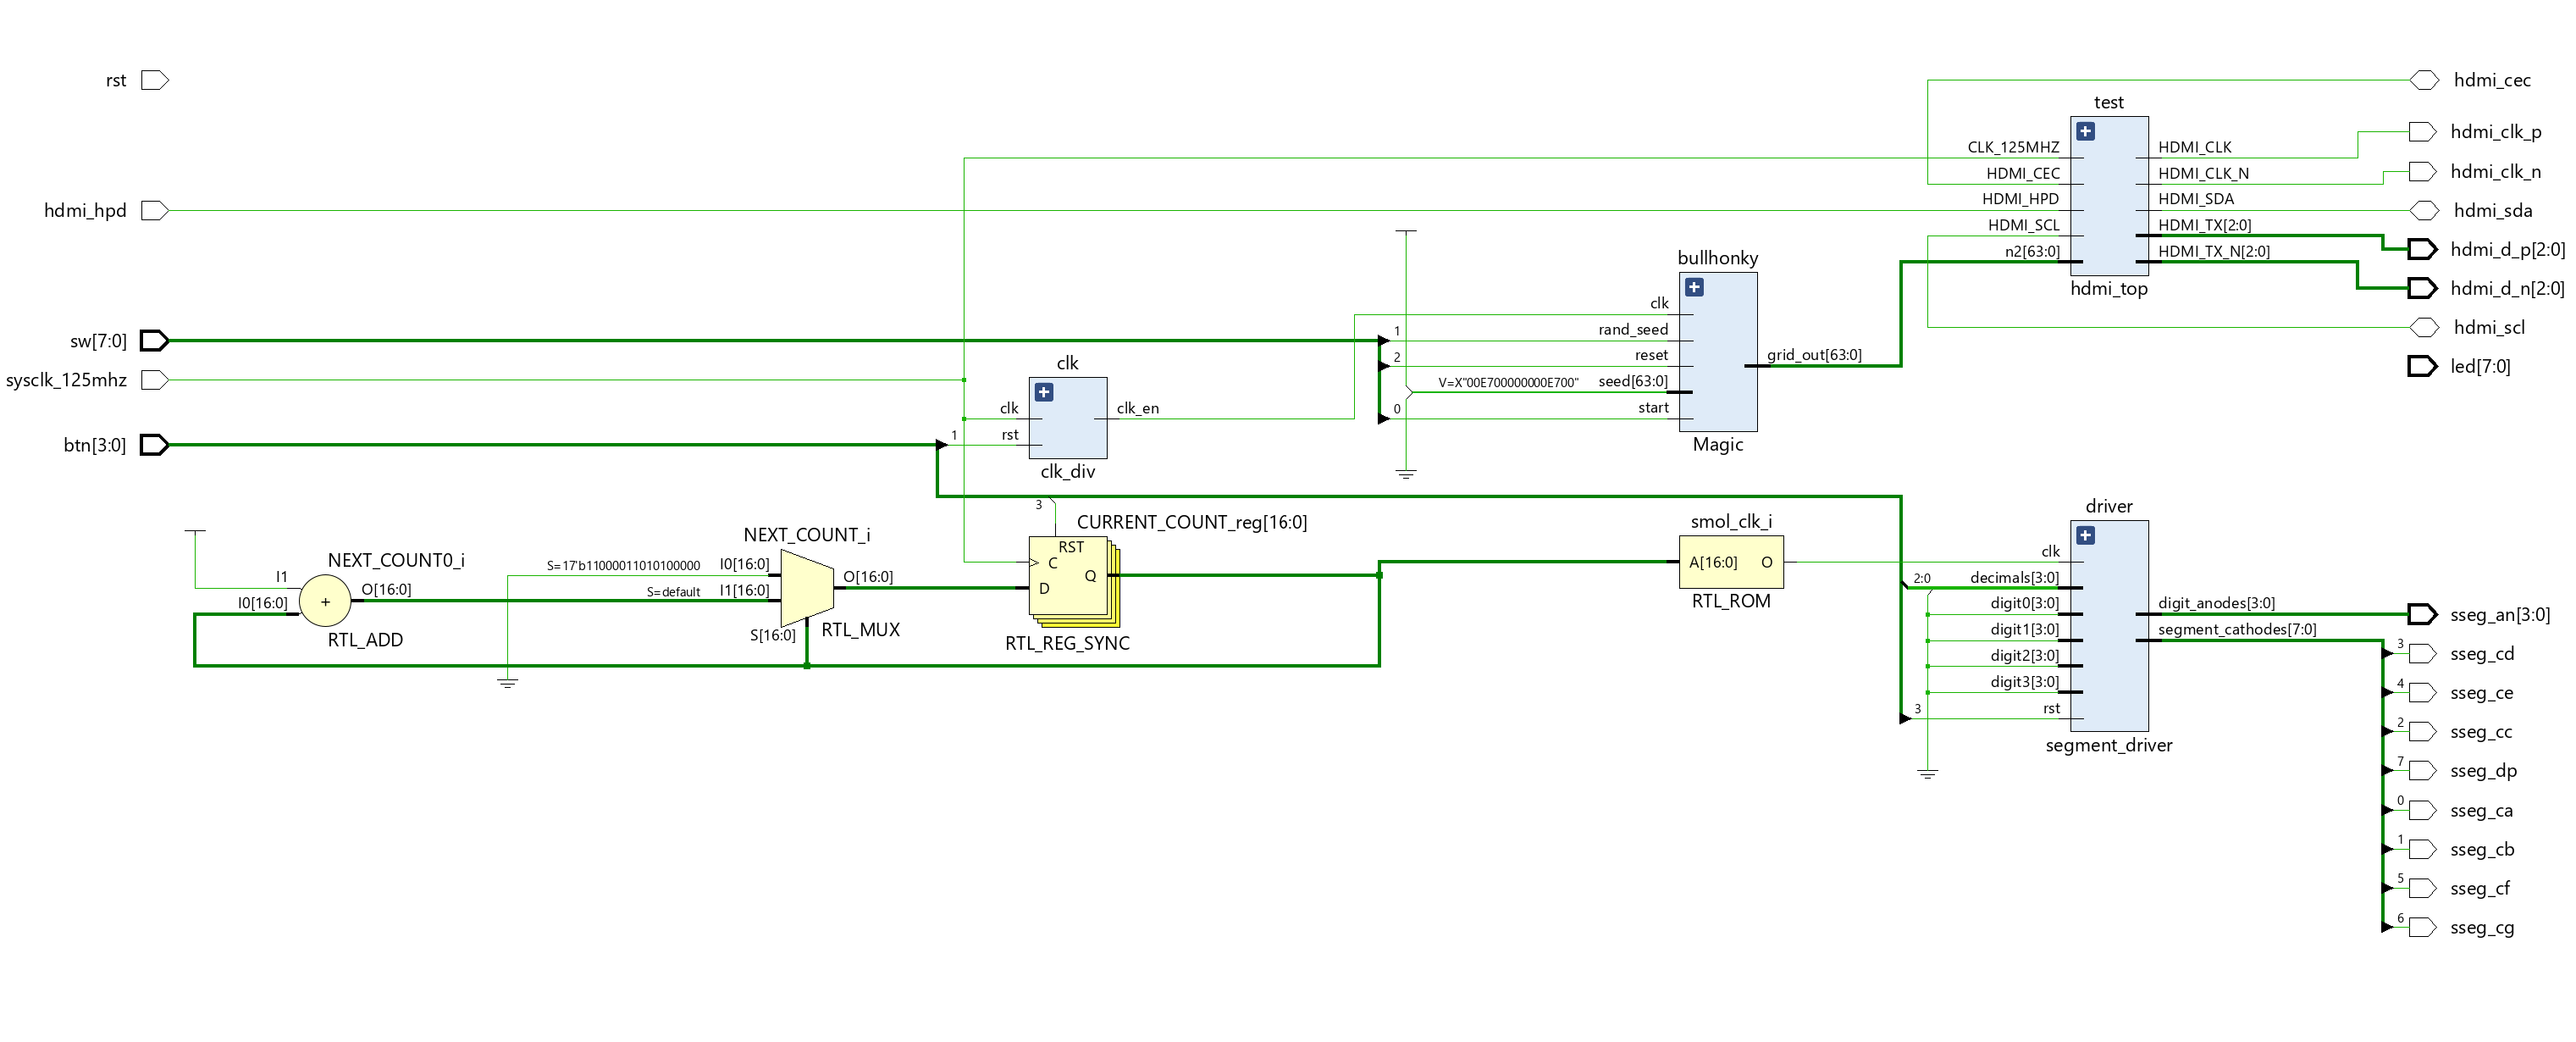 rst
hdmi_hpd
sw[7:0]
sysclk_125mhz
btn[3:0]
NEXT_COUNT0_i
I1
I0[16:0]
+
O[16:0]
RTL_ADD
NEXT_COUNT_i
S=17'b11000011010100000
I0[16:0]
S=default
I1[16:0]
O[16:0]
S[16:0]
RTL_MUX
clk
clk
clk_en
1
rst
clk_div
3
CURRENT_COUNT_reg[16:0]
RST
C
Q
D
RTL_REG_SYNC
bullhonky
clk
1
rand_seed
2
reset
grid_out[63:0]
V=X"00E700000000E700"
seed[63:0]
0
start
Magic
smol_clk_i
A[16:0]
O
RTL_ROM
test
CLK_125MHZ
HDMI_CLK
HDMI_CEC
HDMI_CLK_N
HDMI_HPD
HDMI_SDA
HDMI_SCL
HDMI_TX[2:0]
n2[63:0]
HDMI_TX_N[2:0]
hdmi_top
driver
clk
2:0
decimals[3:0]
digit0[3:0]
digit_anodes[3:0]
digit1[3:0]
segment_cathodes[7:0]
digit2[3:0]
digit3[3:0]
3
rst
segment_driver
hdmi_cec
hdmi_clk_p
hdmi_clk_n
hdmi_sda
hdmi_d_p[2:0]
hdmi_d_n[2:0]
hdmi_scl
led[7:0]
sseg_an[3:0]
3
sseg_cd
4
sseg_ce
2
sseg_cc
7
sseg_dp
0
sseg_ca
1
sseg_cb
5
sseg_cf
6
sseg_cg